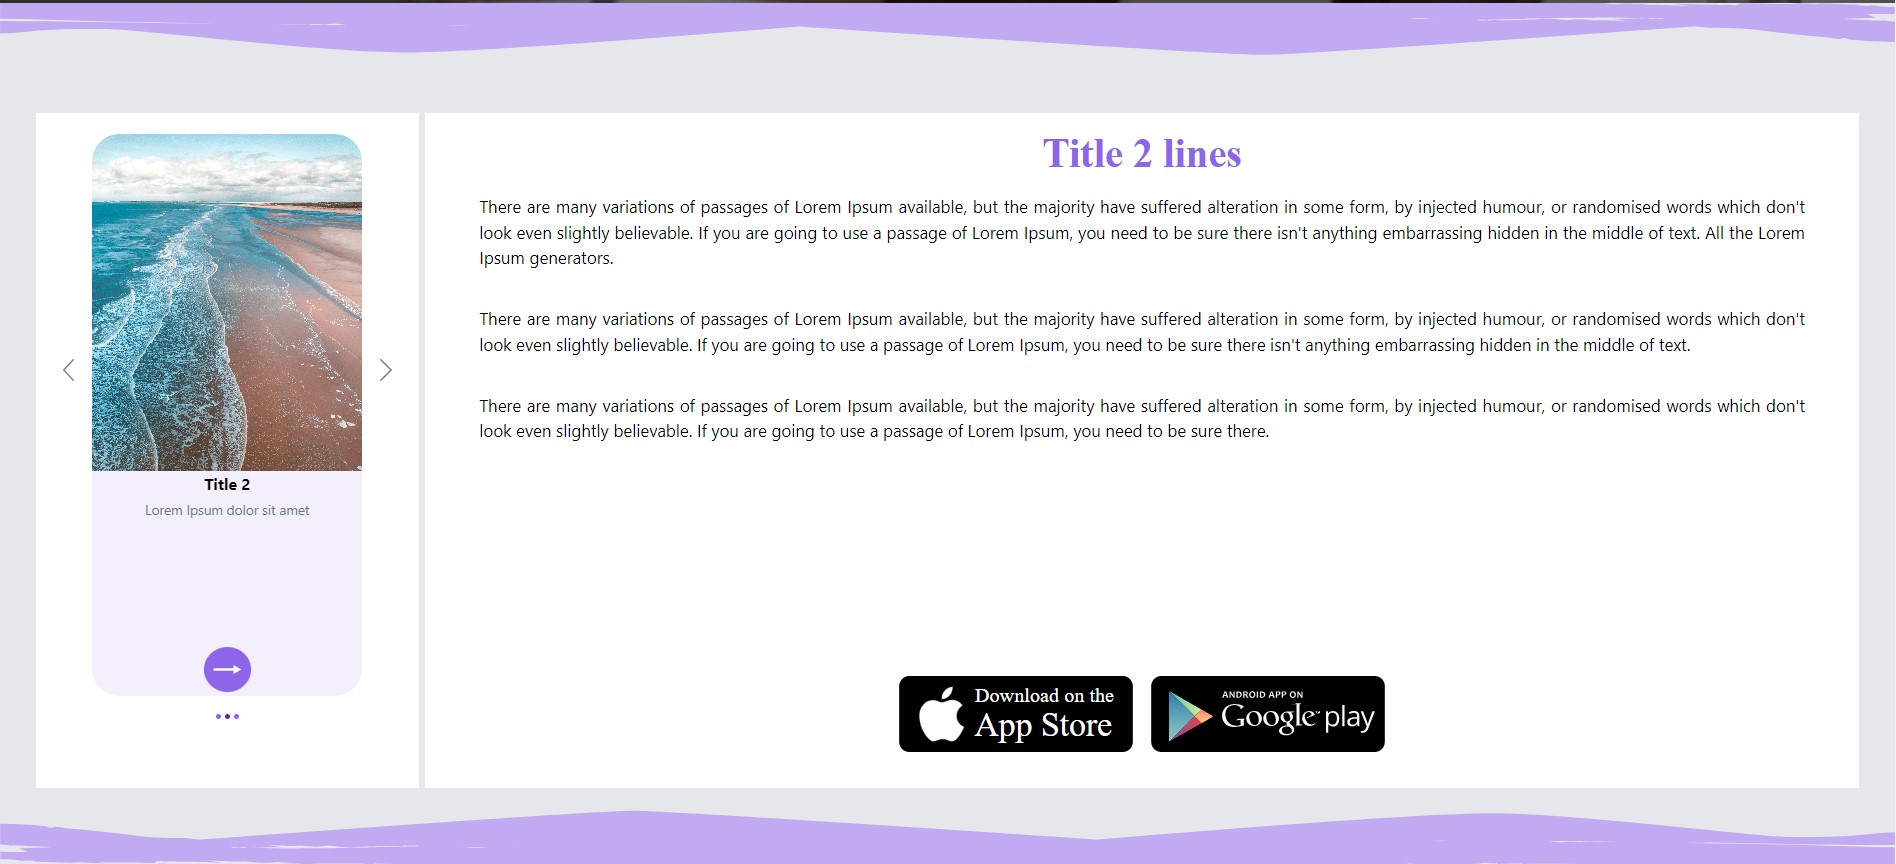 Title 2
Lorem Ipsum dolor sit amet
Title 2 lines
There are many variations of passages of Lorem Ipsum available, but the majority have suffered alteration in some form, by injected humour, or randomised words which don't
look even slightly believable. If you are going to use a passage of Lorem Ipsum, you need to be sure there isn't anything embarrassing hidden in the middle of text. All the Lorem
Ipsum generators.
There are many variations of passages of Lorem Ipsum available, but the majority have suffered alteration in some form, by injected humour, or randomised words which don't
look even slightly believable. If you are going to use a passage of Lorem Ipsum, you need to be sure there isn't anything embarrassing hidden in the middle of text.
There are many variations of passages of Lorem Ipsum available, but the majority have suffered alteration in some form, by injected humour, or randomised words which don't
look even slightly believable. If you are going to use a passage of Lorem Ipsum, you need to be sure there.
Download on the
App Store
ANDROID APP ON
Google™ play